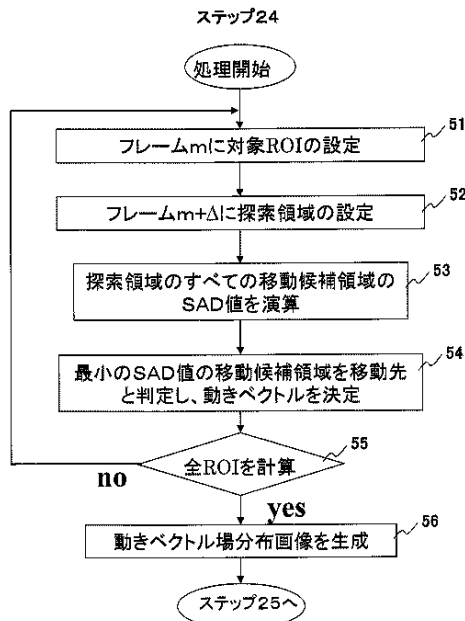 ステップ24
処理開始
51
フレームmに対象ROIの設定
52
フレームm+Δに探索領域の設定
53
探索領域のすべての移動候補領域の
SAD値を演算
54
最小のSAD値の移動候補領域を移動先
と判定し、動きベクトルを決定
55
全ROIを計算
no
yes
56
動きベクトル場分布画像を生成
ステップ25へ